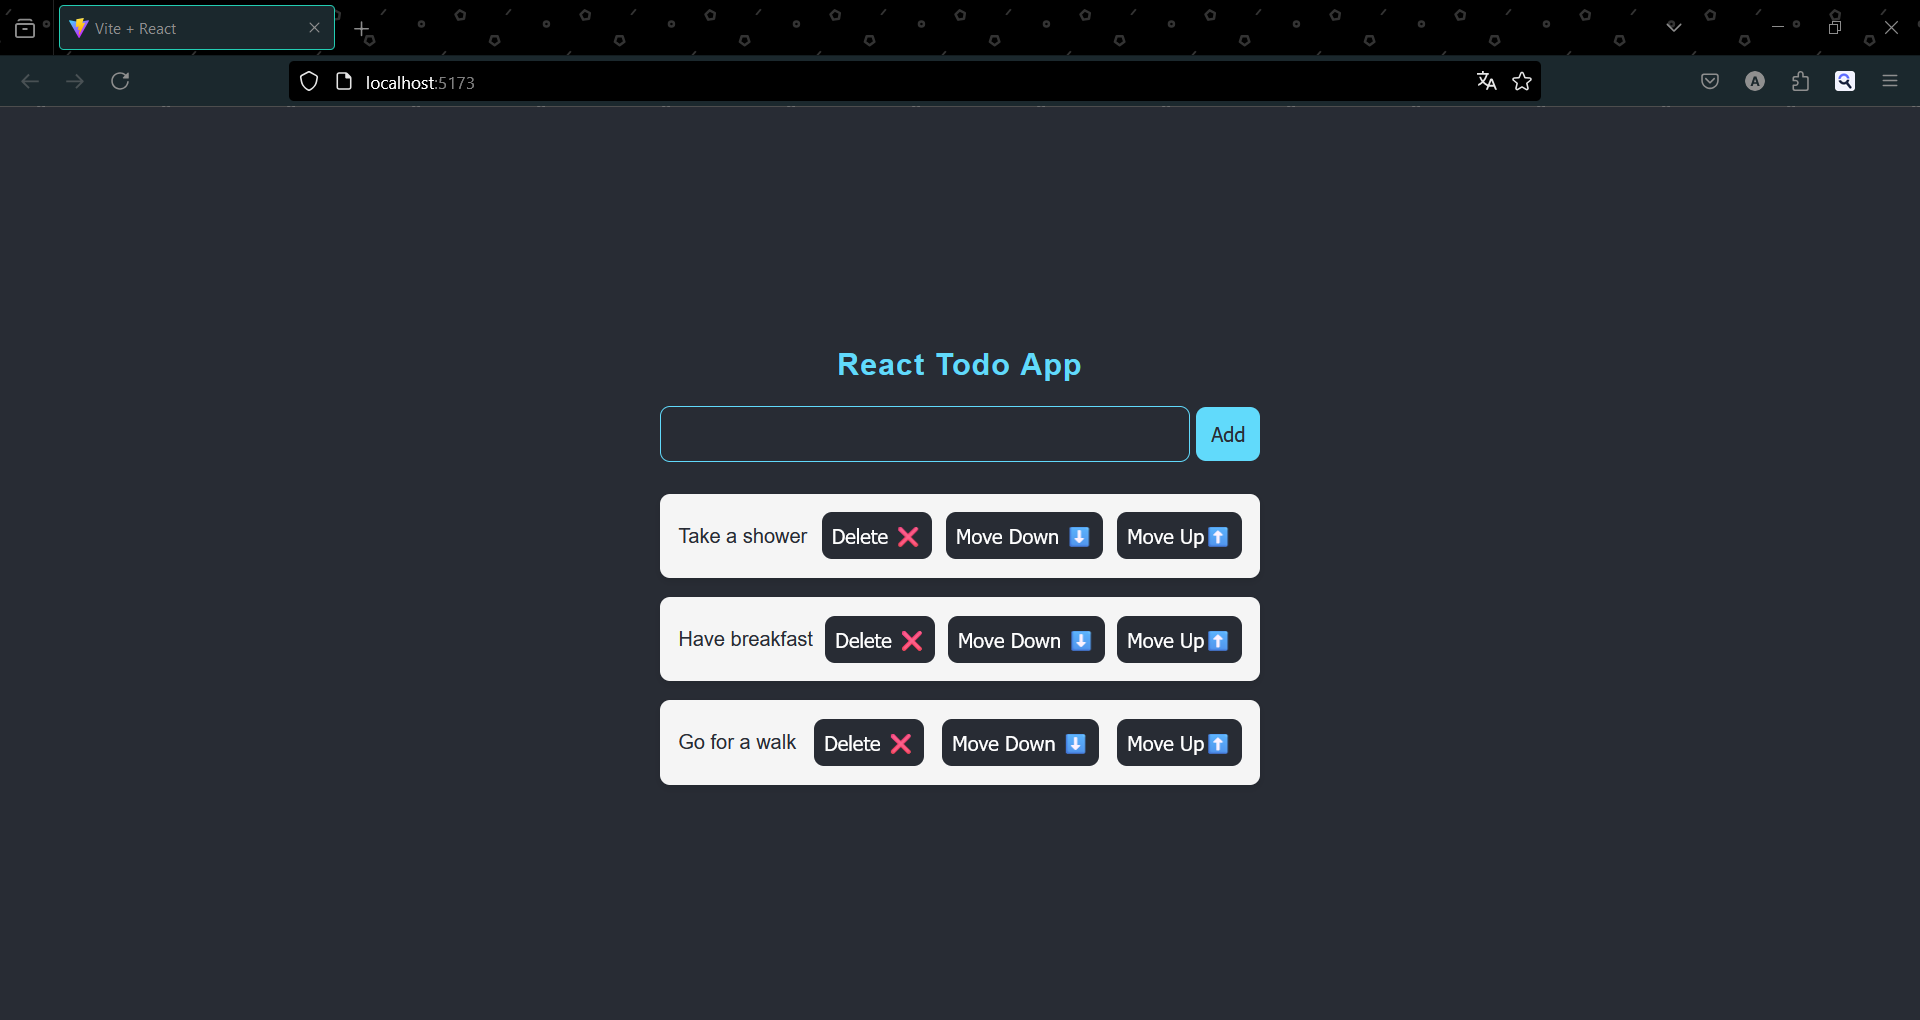 Vite + React
localhost:5173
A
React Todo App
Add
Take a shower Delete ❌ Move Down ⬇️ Move Up⬆️
Have breakfast Delete ❌ Move Down ⬇️ Move Up⬆️
Go for a walk Delete ❌ Move Down ⬇️ Move Up⬆️